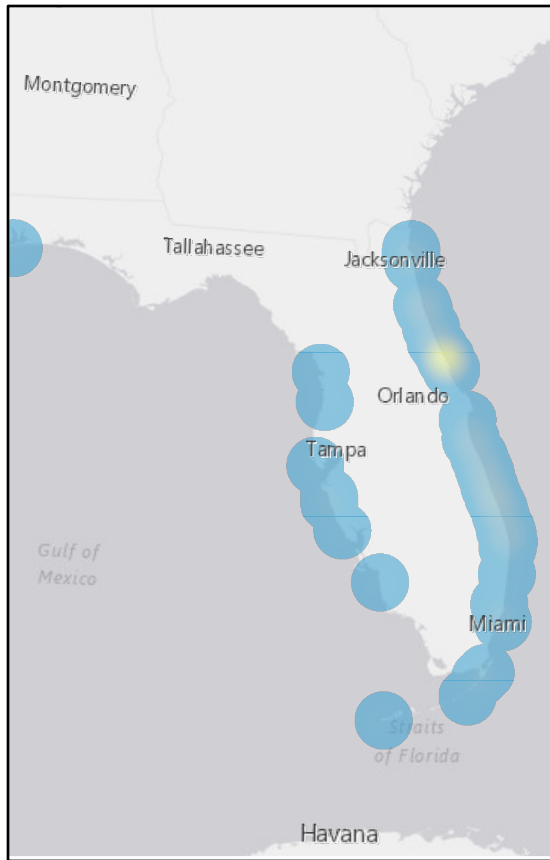 Montgomery
Tallahassee
Jacksonville
Orlando
Tampa
Gulf of
Mexico
Miami
Straits
of Florida
Havana